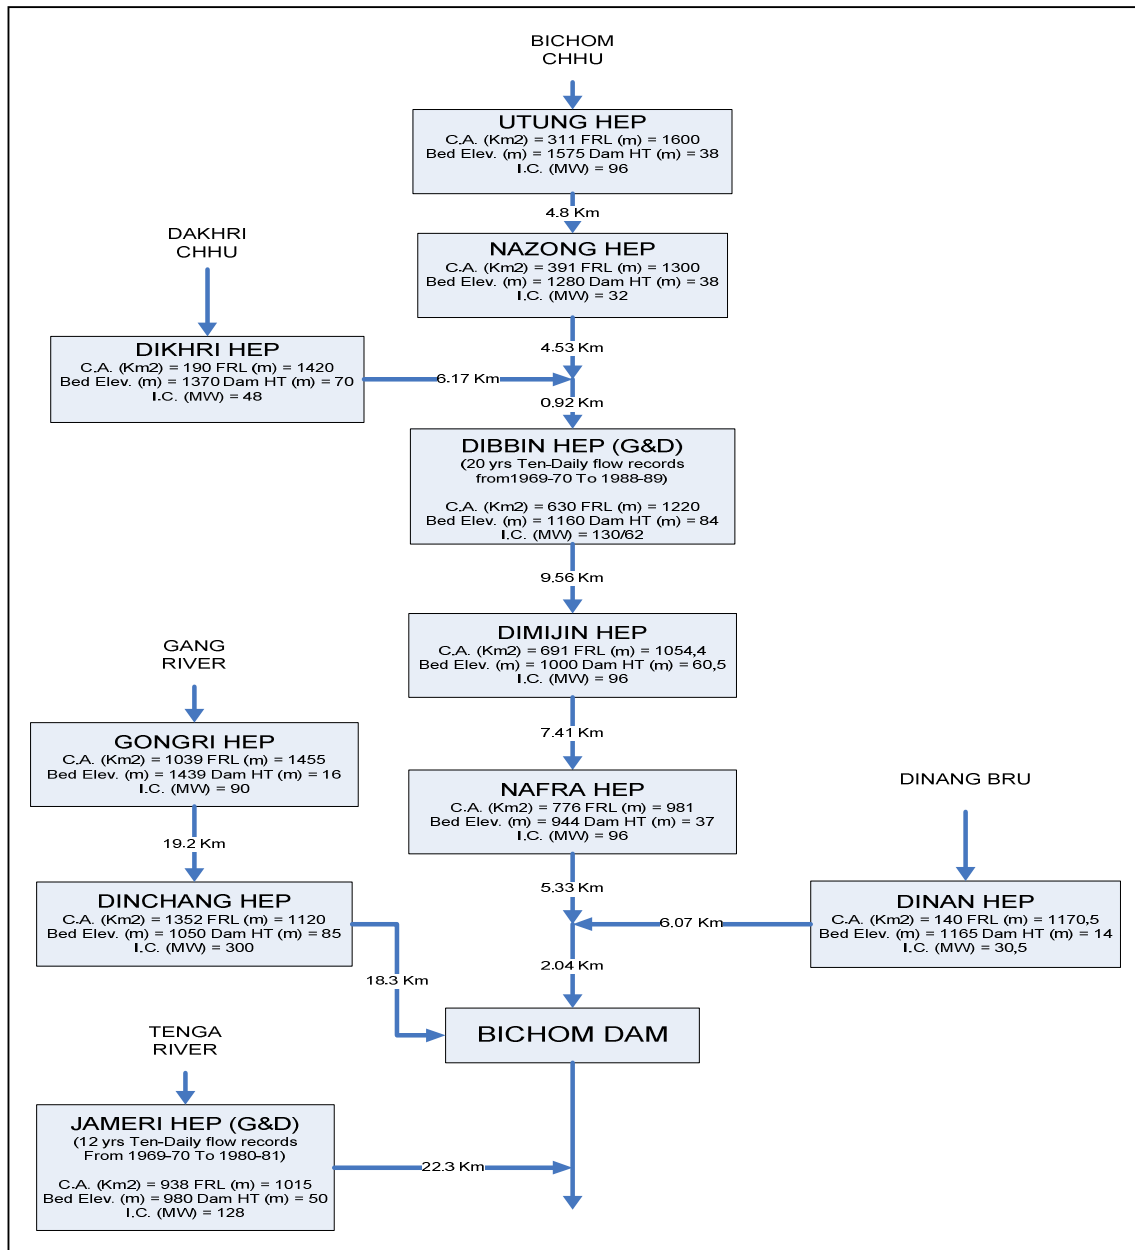 BICHOM
CHHU
UTUNG HEP
C.A. (Km2) = 311 FRL (m) = 1600
Bed Elev. (m) = 1575 Dam HT (m) = 38
I.C. (MW) = 96
4.8 Km
DAKHRI
CHHU
NAZONG HEP
C.A. (Km2) = 391 FRL (m) = 1300
Bed Elev. (m) = 1280 Dam HT (m) = 38
I.C. (MW) = 32
4.53 Km
DIKHRI HEP
C.A. (Km2) = 190 FRL (m) = 1420
Bed Elev. (m) = 1370 Dam HT (m) = 70
I.C. (MW) = 48
6.17 Km
0.92 Km
DIBBIN HEP (G&D)
(20 yrs Ten-Daily flow records
from1969-70 To 1988-89)
C.A. (Km2) = 630 FRL (m) = 1220
Bed Elev. (m) = 1160 Dam HT (m) = 84
I.C. (MW) = 130/62
9.56 Km
DIMIJIN HEP
C.A. (Km2) = 691 FRL (m) = 1054,4
Bed Elev. (m) = 1000 Dam HT (m) = 60,5
I.C. (MW) = 96
GANG
RIVER
7.41 Km
GONGRI HEP
C.A. (Km2) = 1039 FRL (m) = 1455
Bed Elev. (m) = 1439 Dam HT (m) = 16
I.C. (MW) = 90
NAFRA HEP
C.A. (Km2) = 776 FRL (m) = 981
Bed Elev. (m) = 944 Dam HT (m) = 37
I.C. (MW) = 96
DINANG BRU
19.2 Km
5.33 Km
DINCHANG HEP
C.A. (Km2) = 1352 FRL (m) = 1120
Bed Elev. (m) = 1050 Dam HT (m) = 85
I.C. (MW) = 300
6.07 Km
DINAN HEP
C.A. (Km2) = 140 FRL (m) = 1170,5
Bed Elev. (m) = 1165 Dam HT (m) = 14
I.C. (MW) = 30,5
18.3 Km
2.04 Km
BICHOM DAM
TENGA
RIVER
JAMERI HEP (G&D)
(12 yrs Ten-Daily flow records
From 1969-70 To 1980-81)
C.A. (Km2) = 938 FRL (m) = 1015
Bed Elev. (m) = 980 Dam HT (m) = 50
I.C. (MW) = 128
22.3 Km